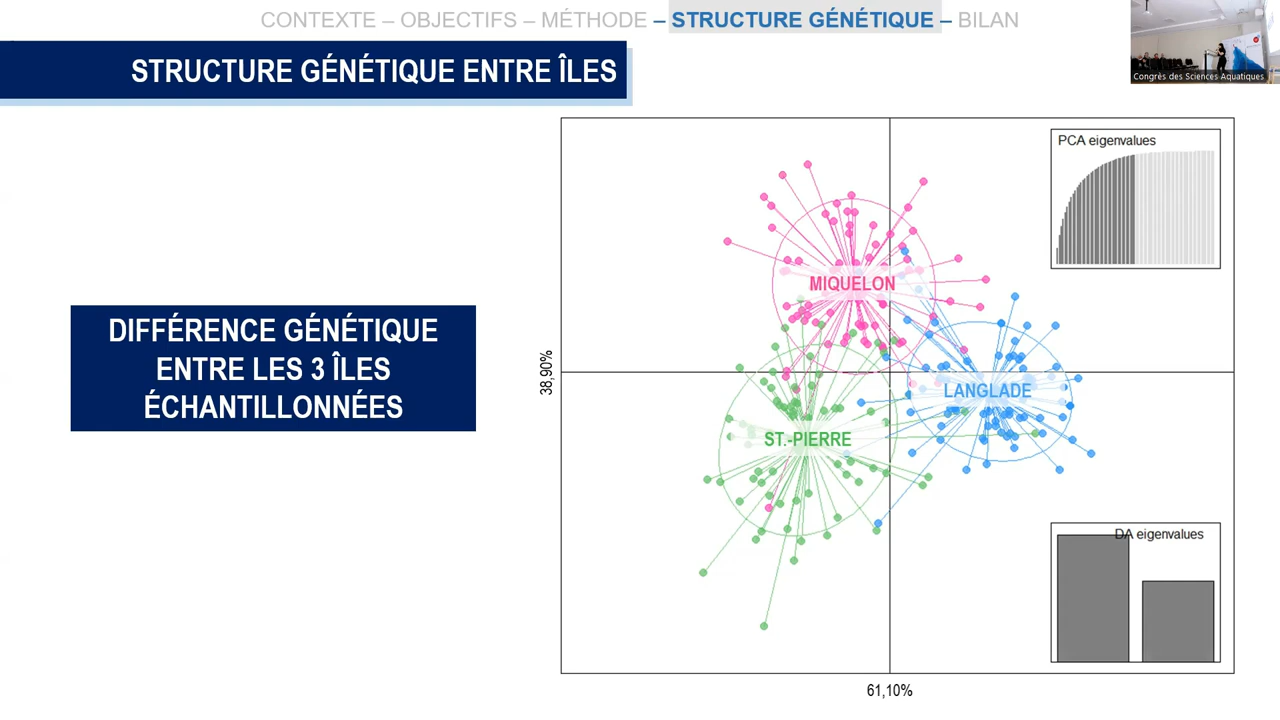 CONTEXTE – OBJECTIFS – MÉTHODE – STRUCTURE GÉNÉTIQUE – BILAN
Congrès des Sciences Aquatiques
STRUCTURE GÉNÉTIQUE ENTRE ÎLES
DIFFÉRENCE GÉNÉTIQUE
ENTRE LES 3 ÎLES
ÉCHANTILLONNÉES
PCA eigenvalues
MIQUELON
LANGLADE
ST.-PIERRE
38,90%
DA eigenvalues
61,10%